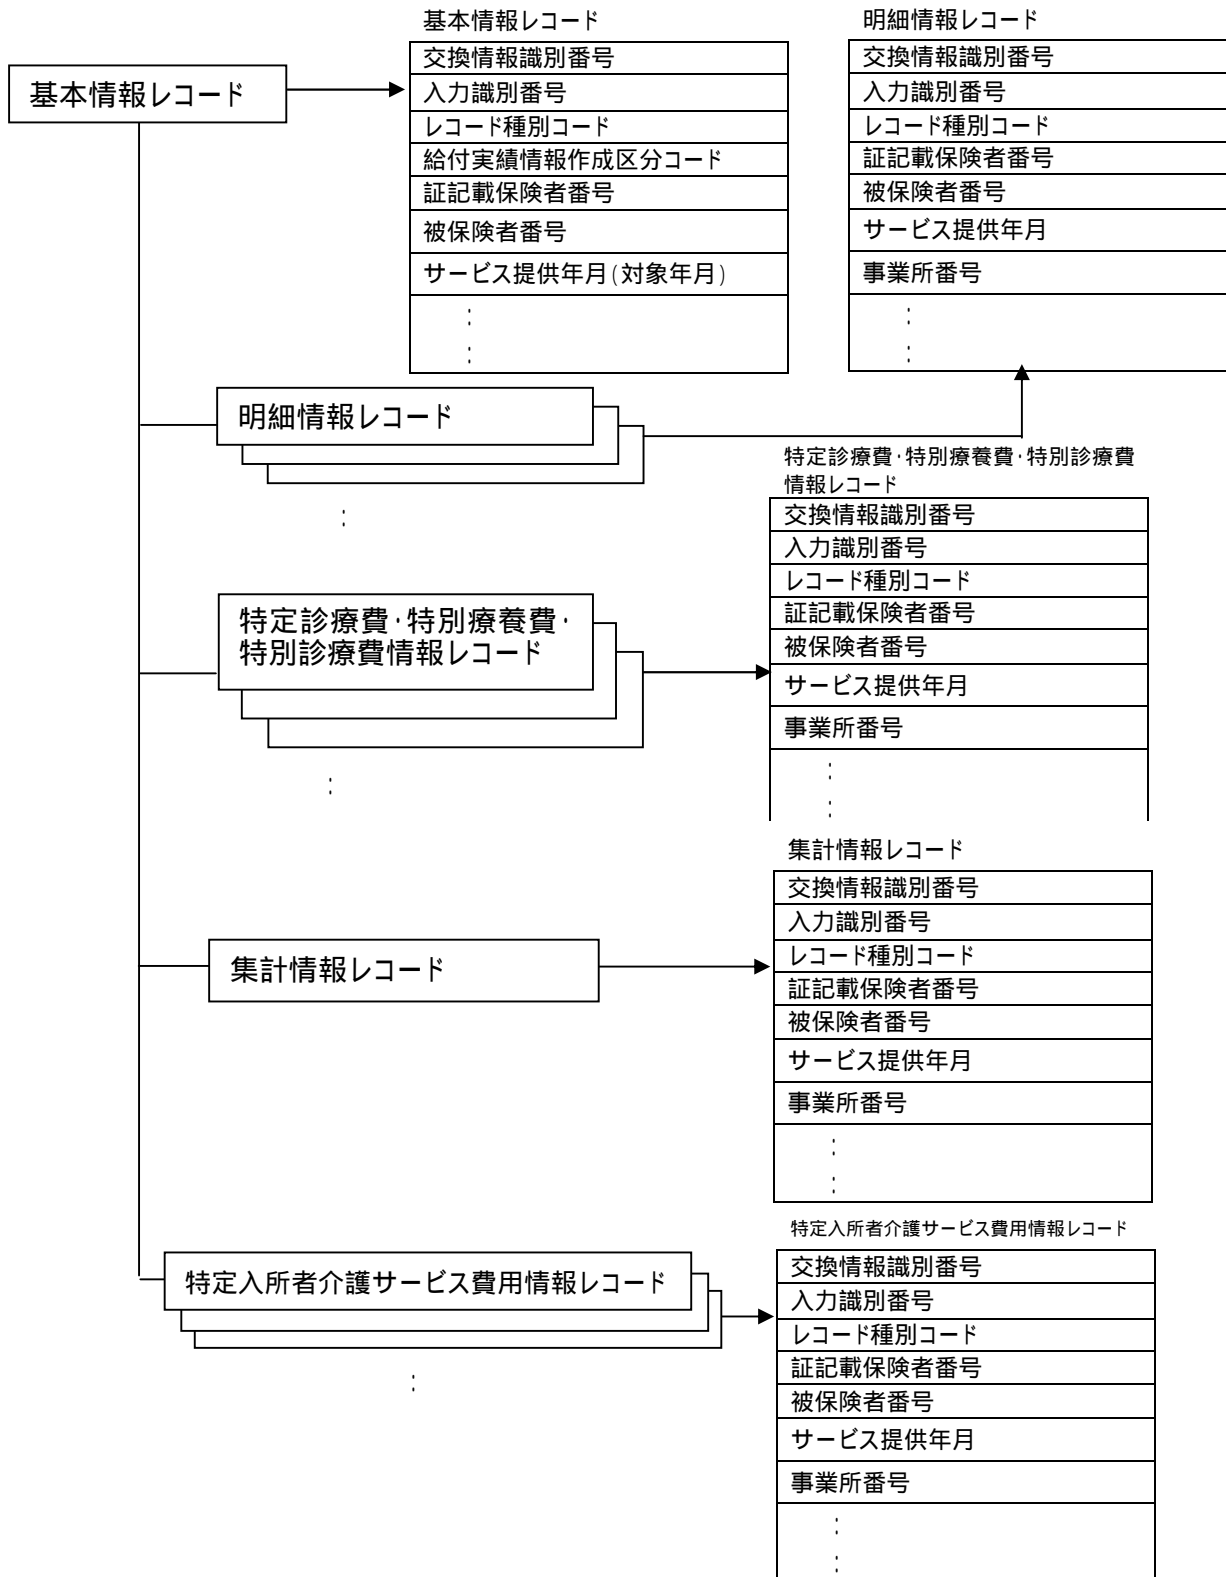 基本情報レコード
基本情報レコード
交換情報識別番号
入力識別番号
レコード種別コード
給付実績情報作成区分コード
証記載保険者番号
被保険者番号
サービス提供年月(対象年月)
:
:
明細情報レコード
交換情報識別番号
入力識別番号
レコード種別コード
証記載保険者番号
被保険者番号
サービス提供年月
事業所番号
:
:
明細情報レコード
:
特定診療費・特別療養費・特別診療費
情報レコード
交換情報識別番号
入力識別番号
レコード種別コード
証記載保険者番号
被保険者番号
サービス提供年月
事業所番号
:
:
特定診療費・特別療養費・
特別診療費情報レコード
:
集計情報レコード
交換情報識別番号
入力識別番号
レコード種別コード
証記載保険者番号
被保険者番号
サービス提供年月
事業所番号
:
:
集計情報レコード
特定入所者介護サービス費用情報レコード
交換情報識別番号
入力識別番号
レコード種別コード
証記載保険者番号
被保険者番号
サービス提供年月
事業所番号
:
:
特定入所者介護サービス費用情報レコード
: